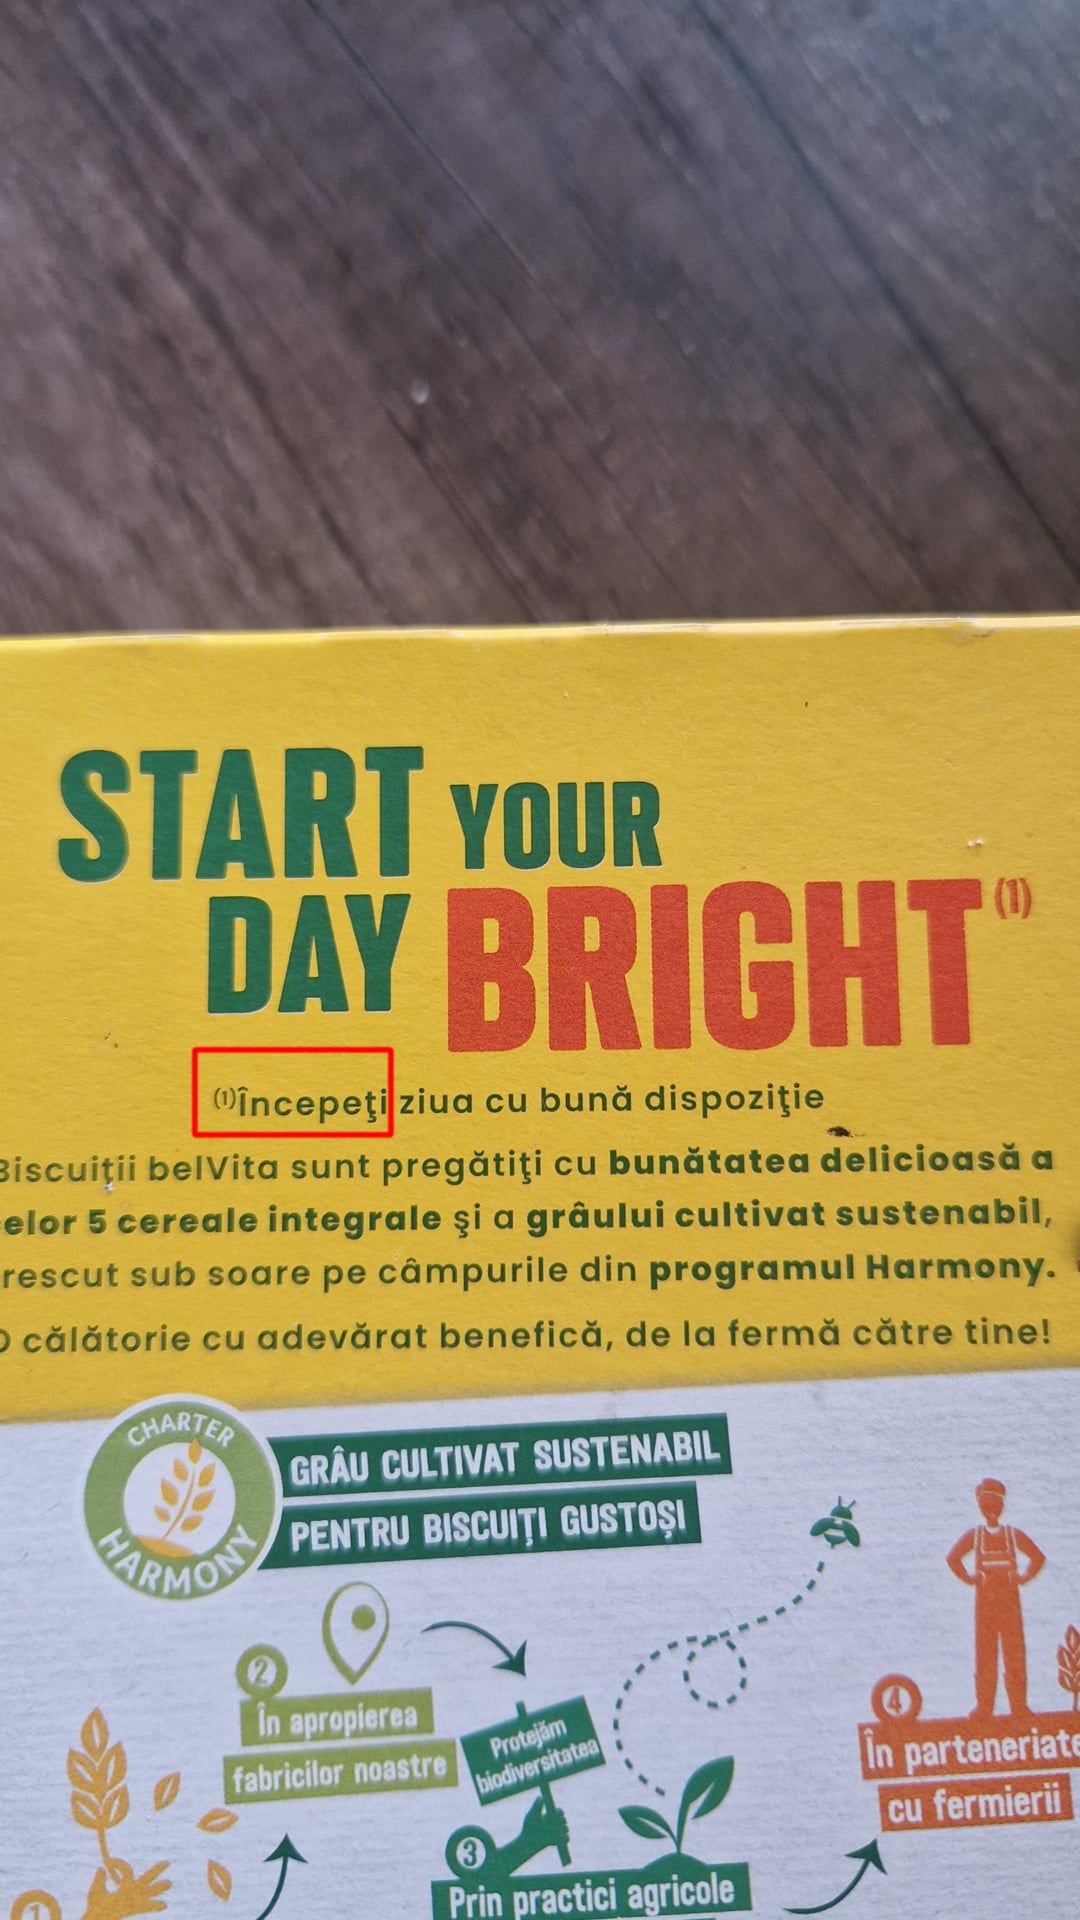 START YOUR
DAY BRIGHT(1)
(1)Începeţi ziua cu bună dispoziţie
Biscuiţii belVita sunt pregătiţi cu bunătatea delicioasă a
celor 5 cereale integrale şi a grâului cultivat sustenabil,
crescut sub soare pe câmpurile din programul Harmony.
O călătorie cu adevărat benefică, de la fermă către tine!
CHARTER
HARMONY
GRÂU CULTIVAT SUSTENABIL
PENTRU BISCUIŢI GUSTOŞI
2
În apropierea
fabricilor noastre
Protejăm
biodiversitatea
4
În parteneriate
cu fermierii
3
Prin practici agricole
1